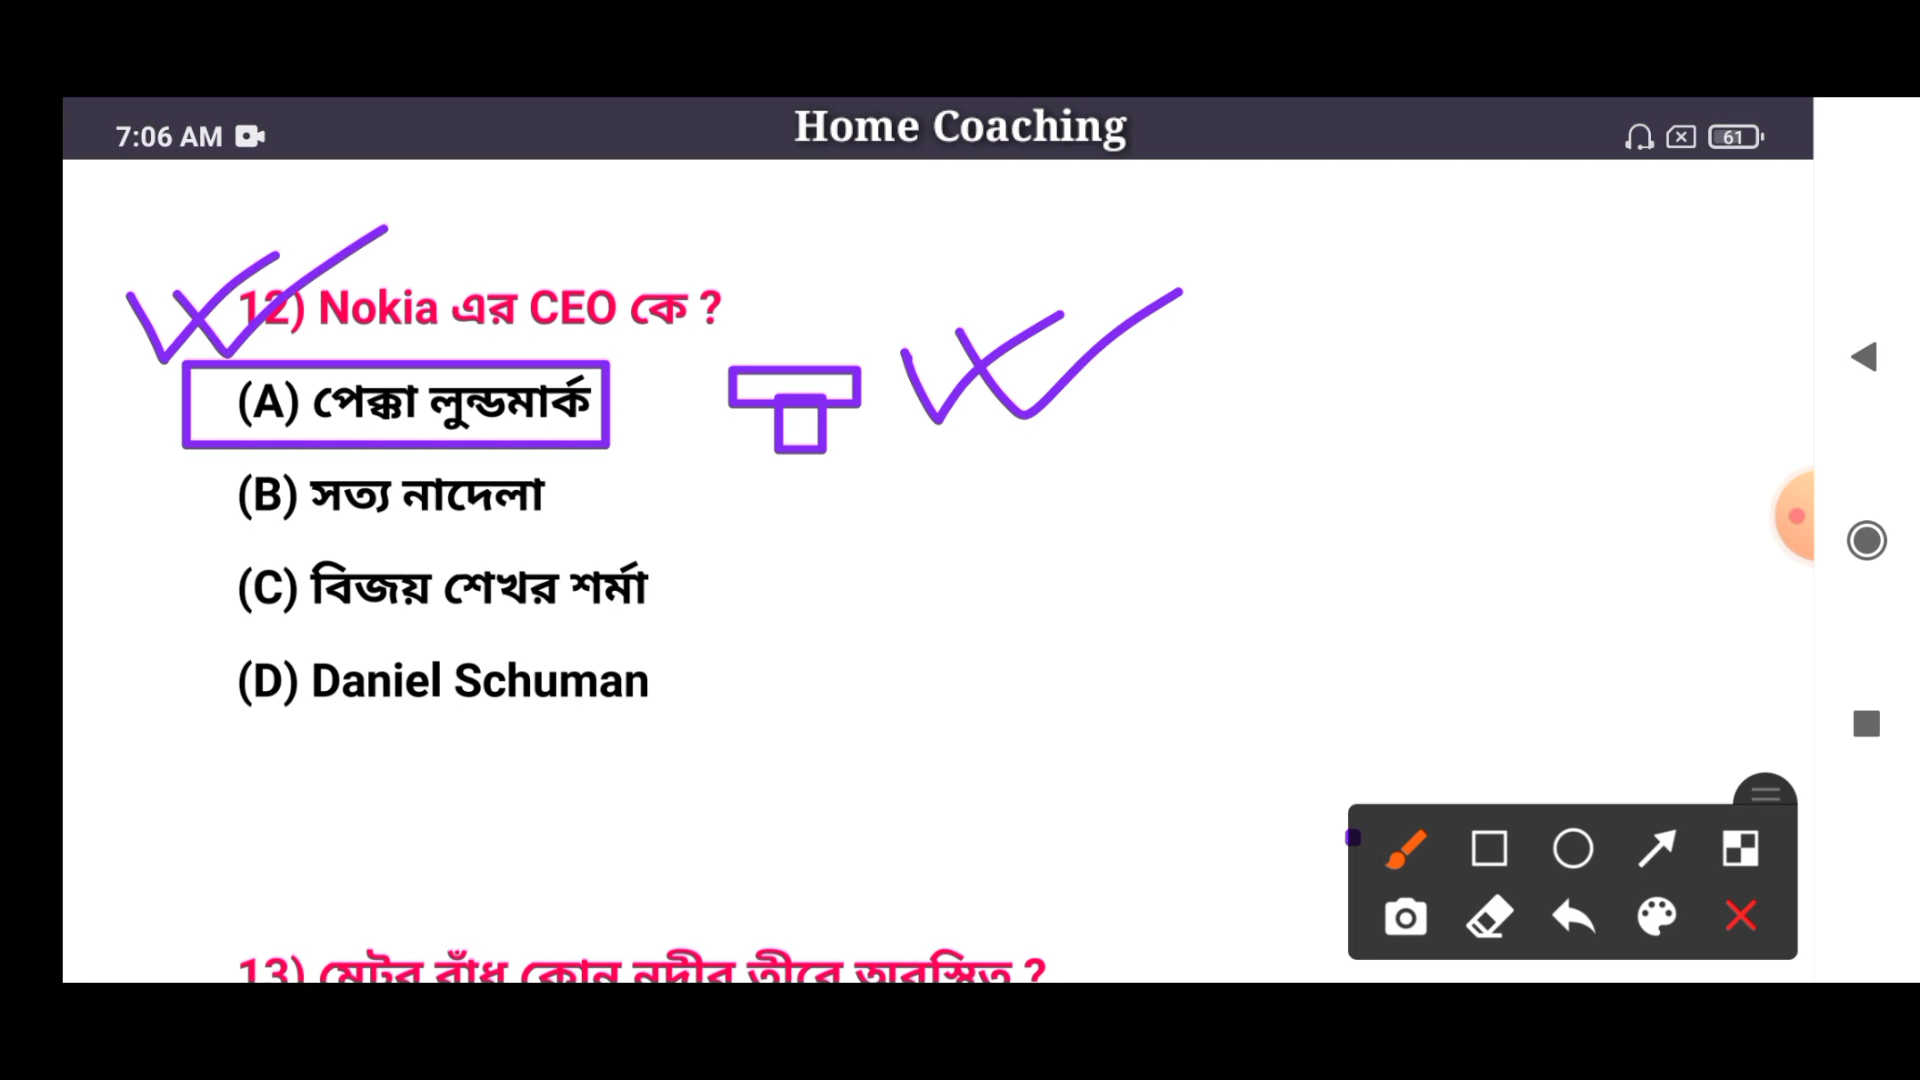 7:06 AM
Home Coaching
61
12) Nokia এর CEO কে ?
(A) পেক্কা লুন্ডমার্ক
(B) সত্য নাদেলা
(C) বিজয় শেখর শর্মা
(D) Daniel Schuman
13) মেটুর বাঁধ কোন নদীর তীরে অবস্থিত ?